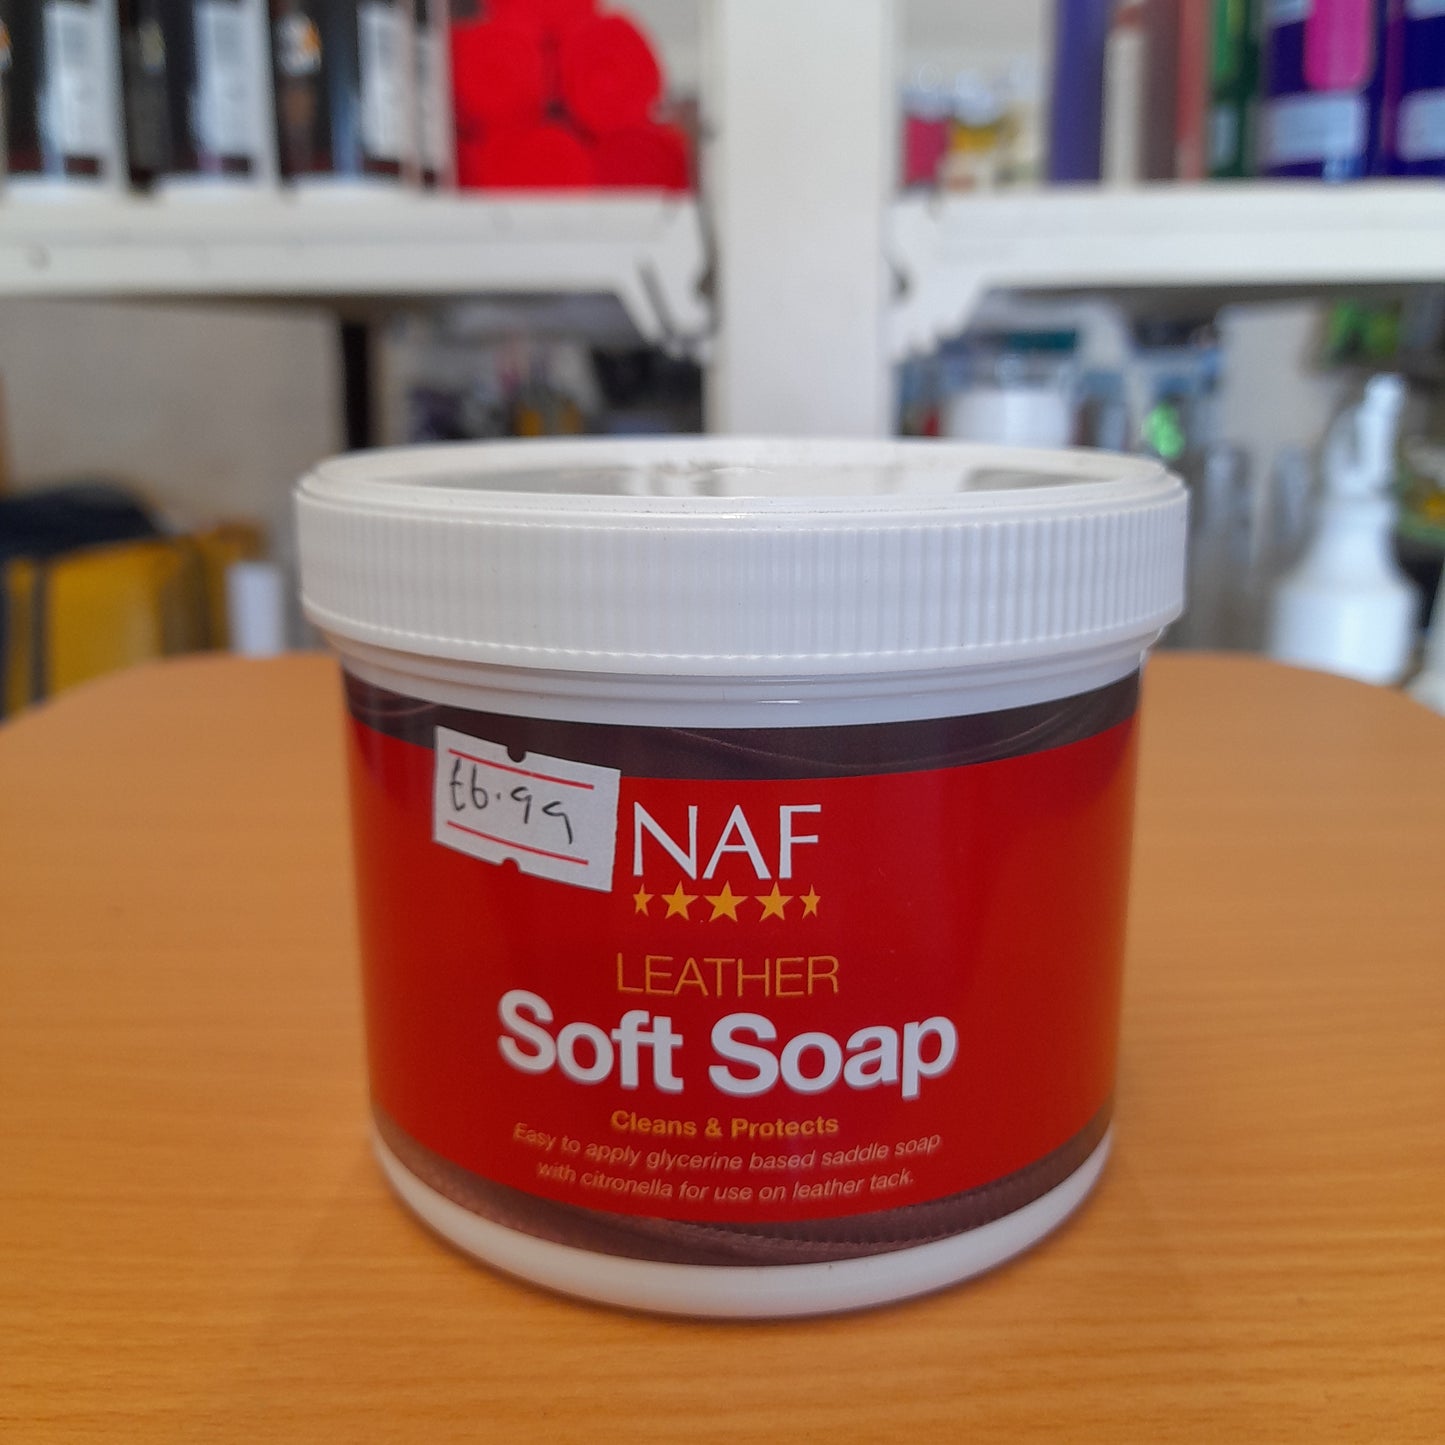 £6.99
NAF
LEATHER
Soft Soap
Cleans & Protects
Easy to apply glycerine based saddle soap
with citronella for use on leather tack.